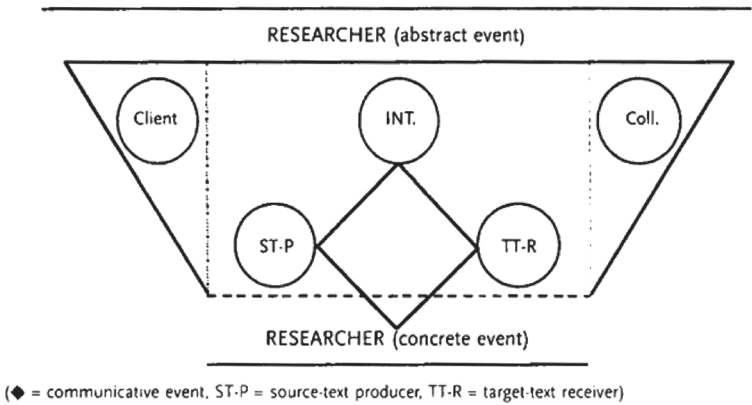 RESEARCHER (abstract event)
Client
INT.
Coll.
ST-P
TT-R
RESEARCHER (concrete event)
(◆ = communicative event, ST-P = source-text producer, TT-R = target-text receiver)